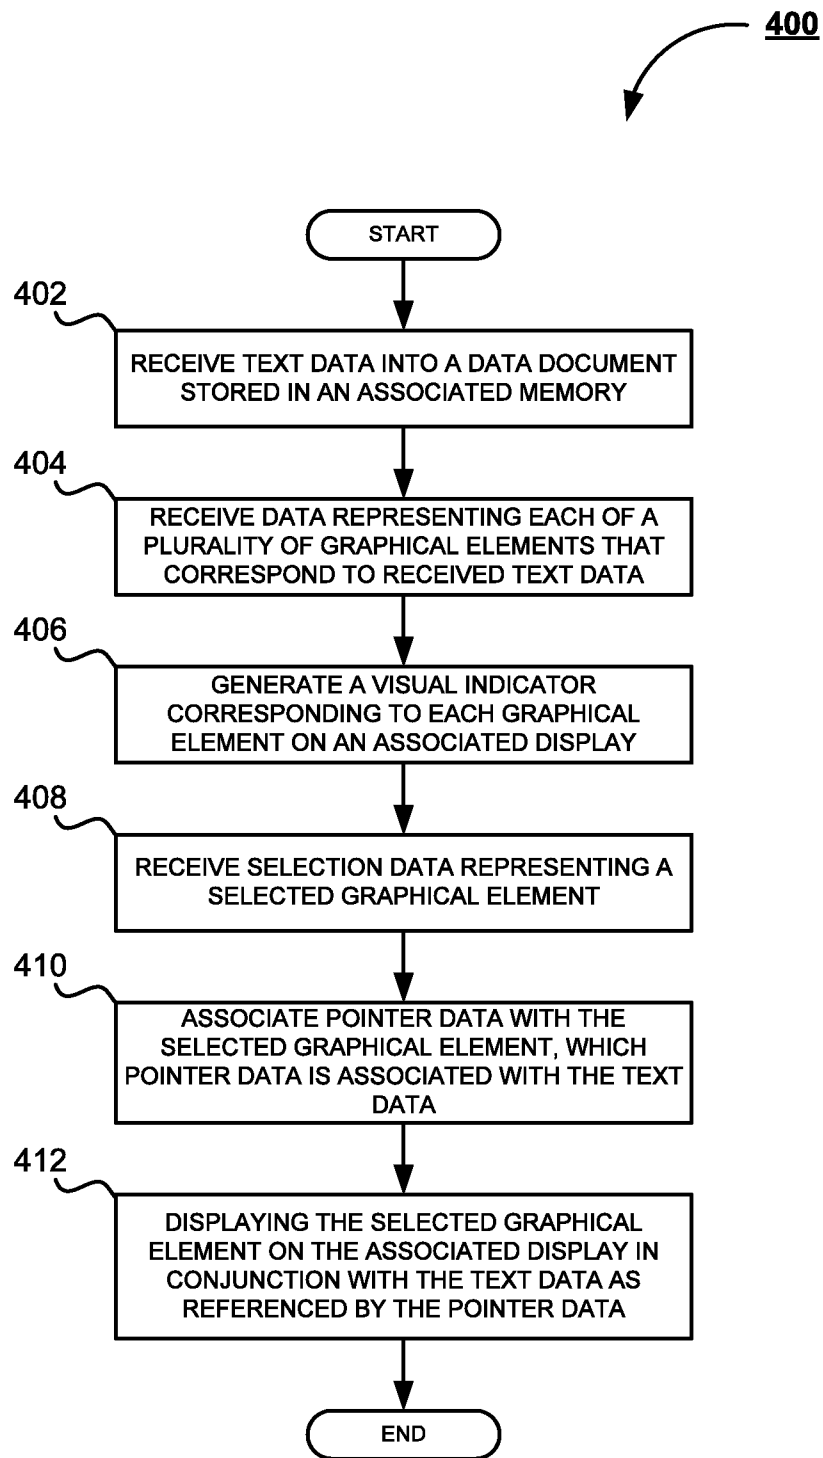 400
START
402
RECEIVE TEXT DATA INTO A DATA DOCUMENT
STORED IN AN ASSOCIATED MEMORY.
404
RECEIVE DATA REPRESENTING EACH OF A
PLURALITY OF GRAPHICAL ELEMENTS THAT
CORRESPOND TO RECEIVED TEXT DATA.
406
GENERATE A VISUAL INDICATOR
CORRESPONDING TO EACH GRAPHICAL
ELEMENT ON AN ASSOCIATED DISPLAY.
408
RECEIVE SELECTION DATA REPRESENTING A
SELECTED GRAPHICAL ELEMENT.
410
ASSOCIATE POINTER DATA WITH THE
SELECTED GRAPHICAL ELEMENT, WHICH
POINTER DATA IS ASSOCIATED WITH THE TEXT
DATA.
412
DISPLAYING THE SELECTED GRAPHICAL
ELEMENT ON THE ASSOCIATED DISPLAY IN
CONJUNCTION WITH THE TEXT DATA AS
REFERENCED BY THE POINTER DATA.
END